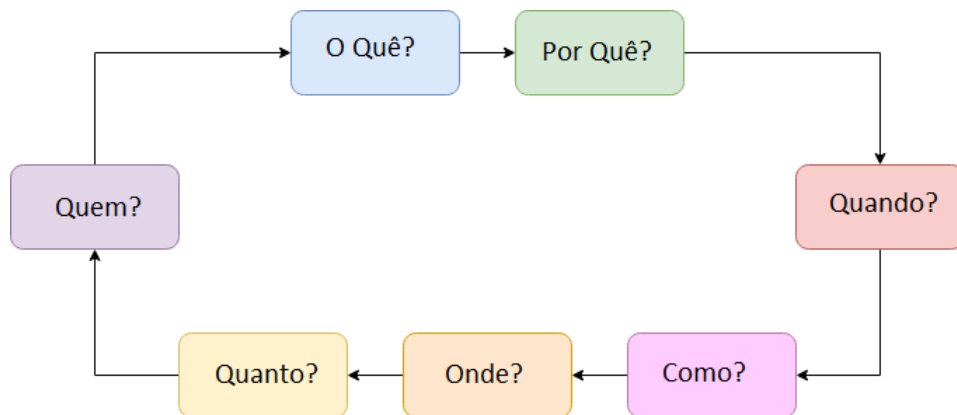 O Quê?
Por Quê?
Quando?
Como?
Onde?
Quanto?
Quem?